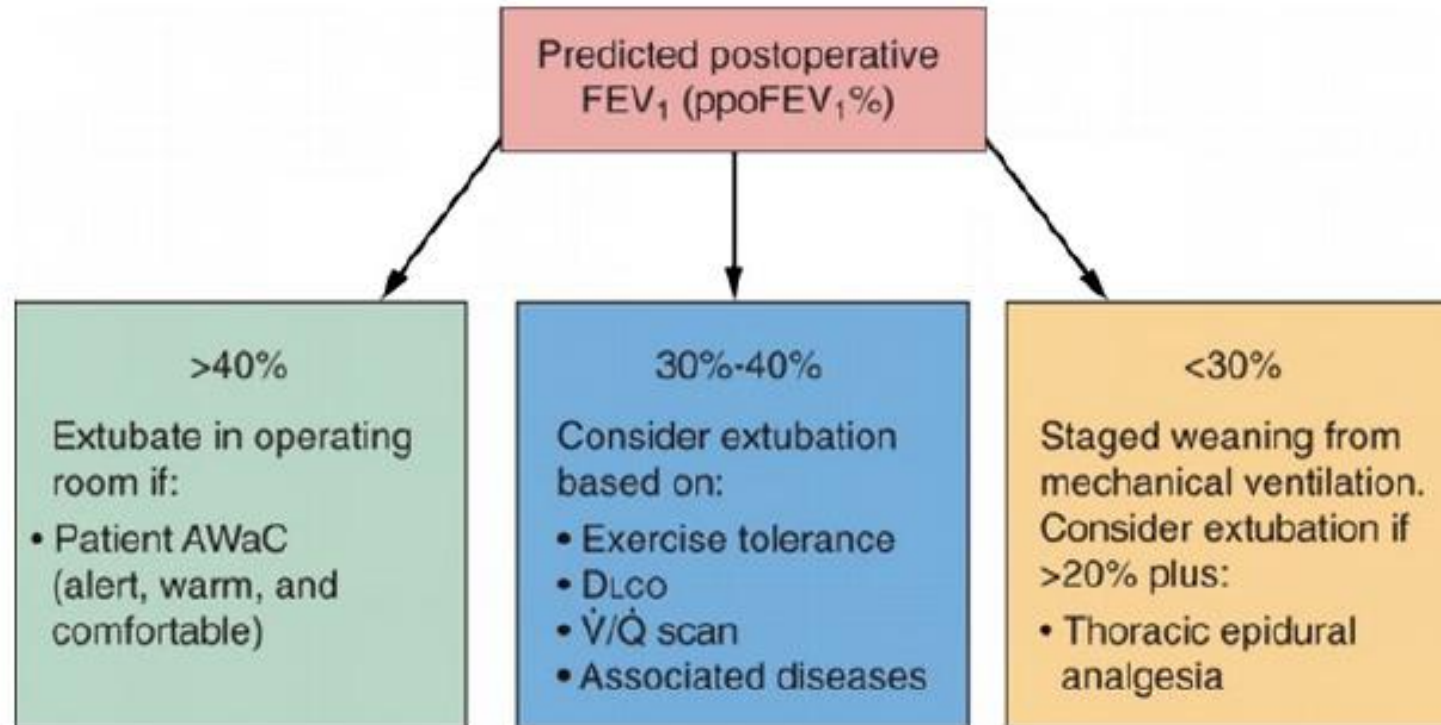 Predicted postoperative
FEV₁ (ppoFEV₁%)
>40%
Extubate in operating
room if:
• Patient AWaC
(alert, warm, and
comfortable)
30%-40%
Consider extubation
based on:
• Exercise tolerance
• DLCO
• V̇/Q̇ scan
• Associated diseases
<30%
Staged weaning from
mechanical ventilation.
Consider extubation if
>20% plus:
• Thoracic epidural
analgesia